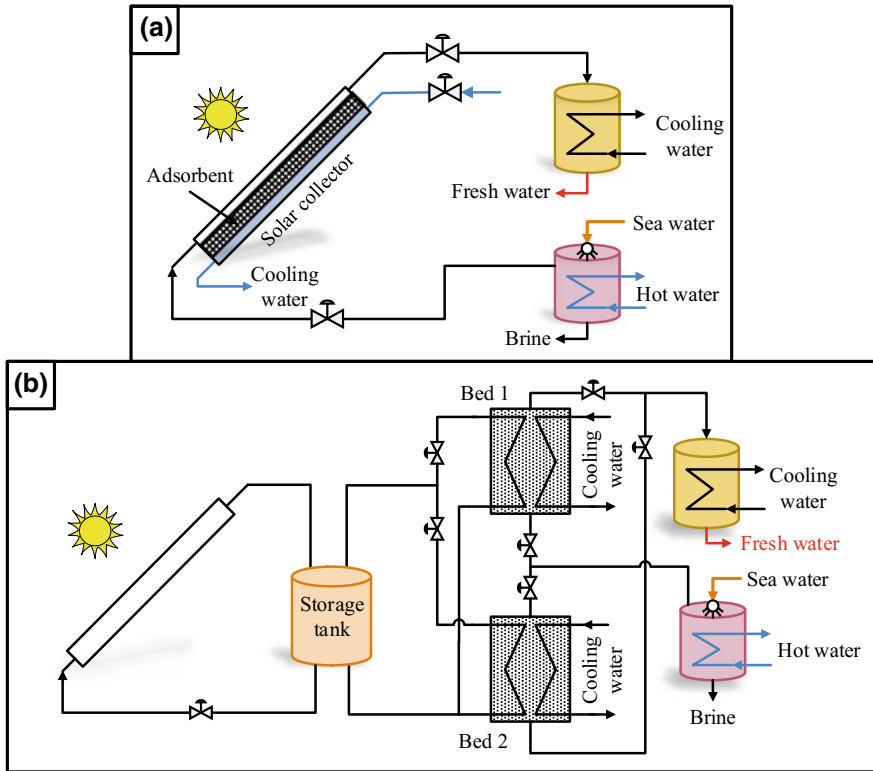 (a)
Adsorbent
Solar collector
Cooling
water
Cooling
water
Fresh water
Sea water
Hot water
Brine
(b)
Bed 1
Cooling
water
Cooling
water
Fresh water
Storage
tank
Sea water
Cooling
water
Hot water
Bed 2
Brine